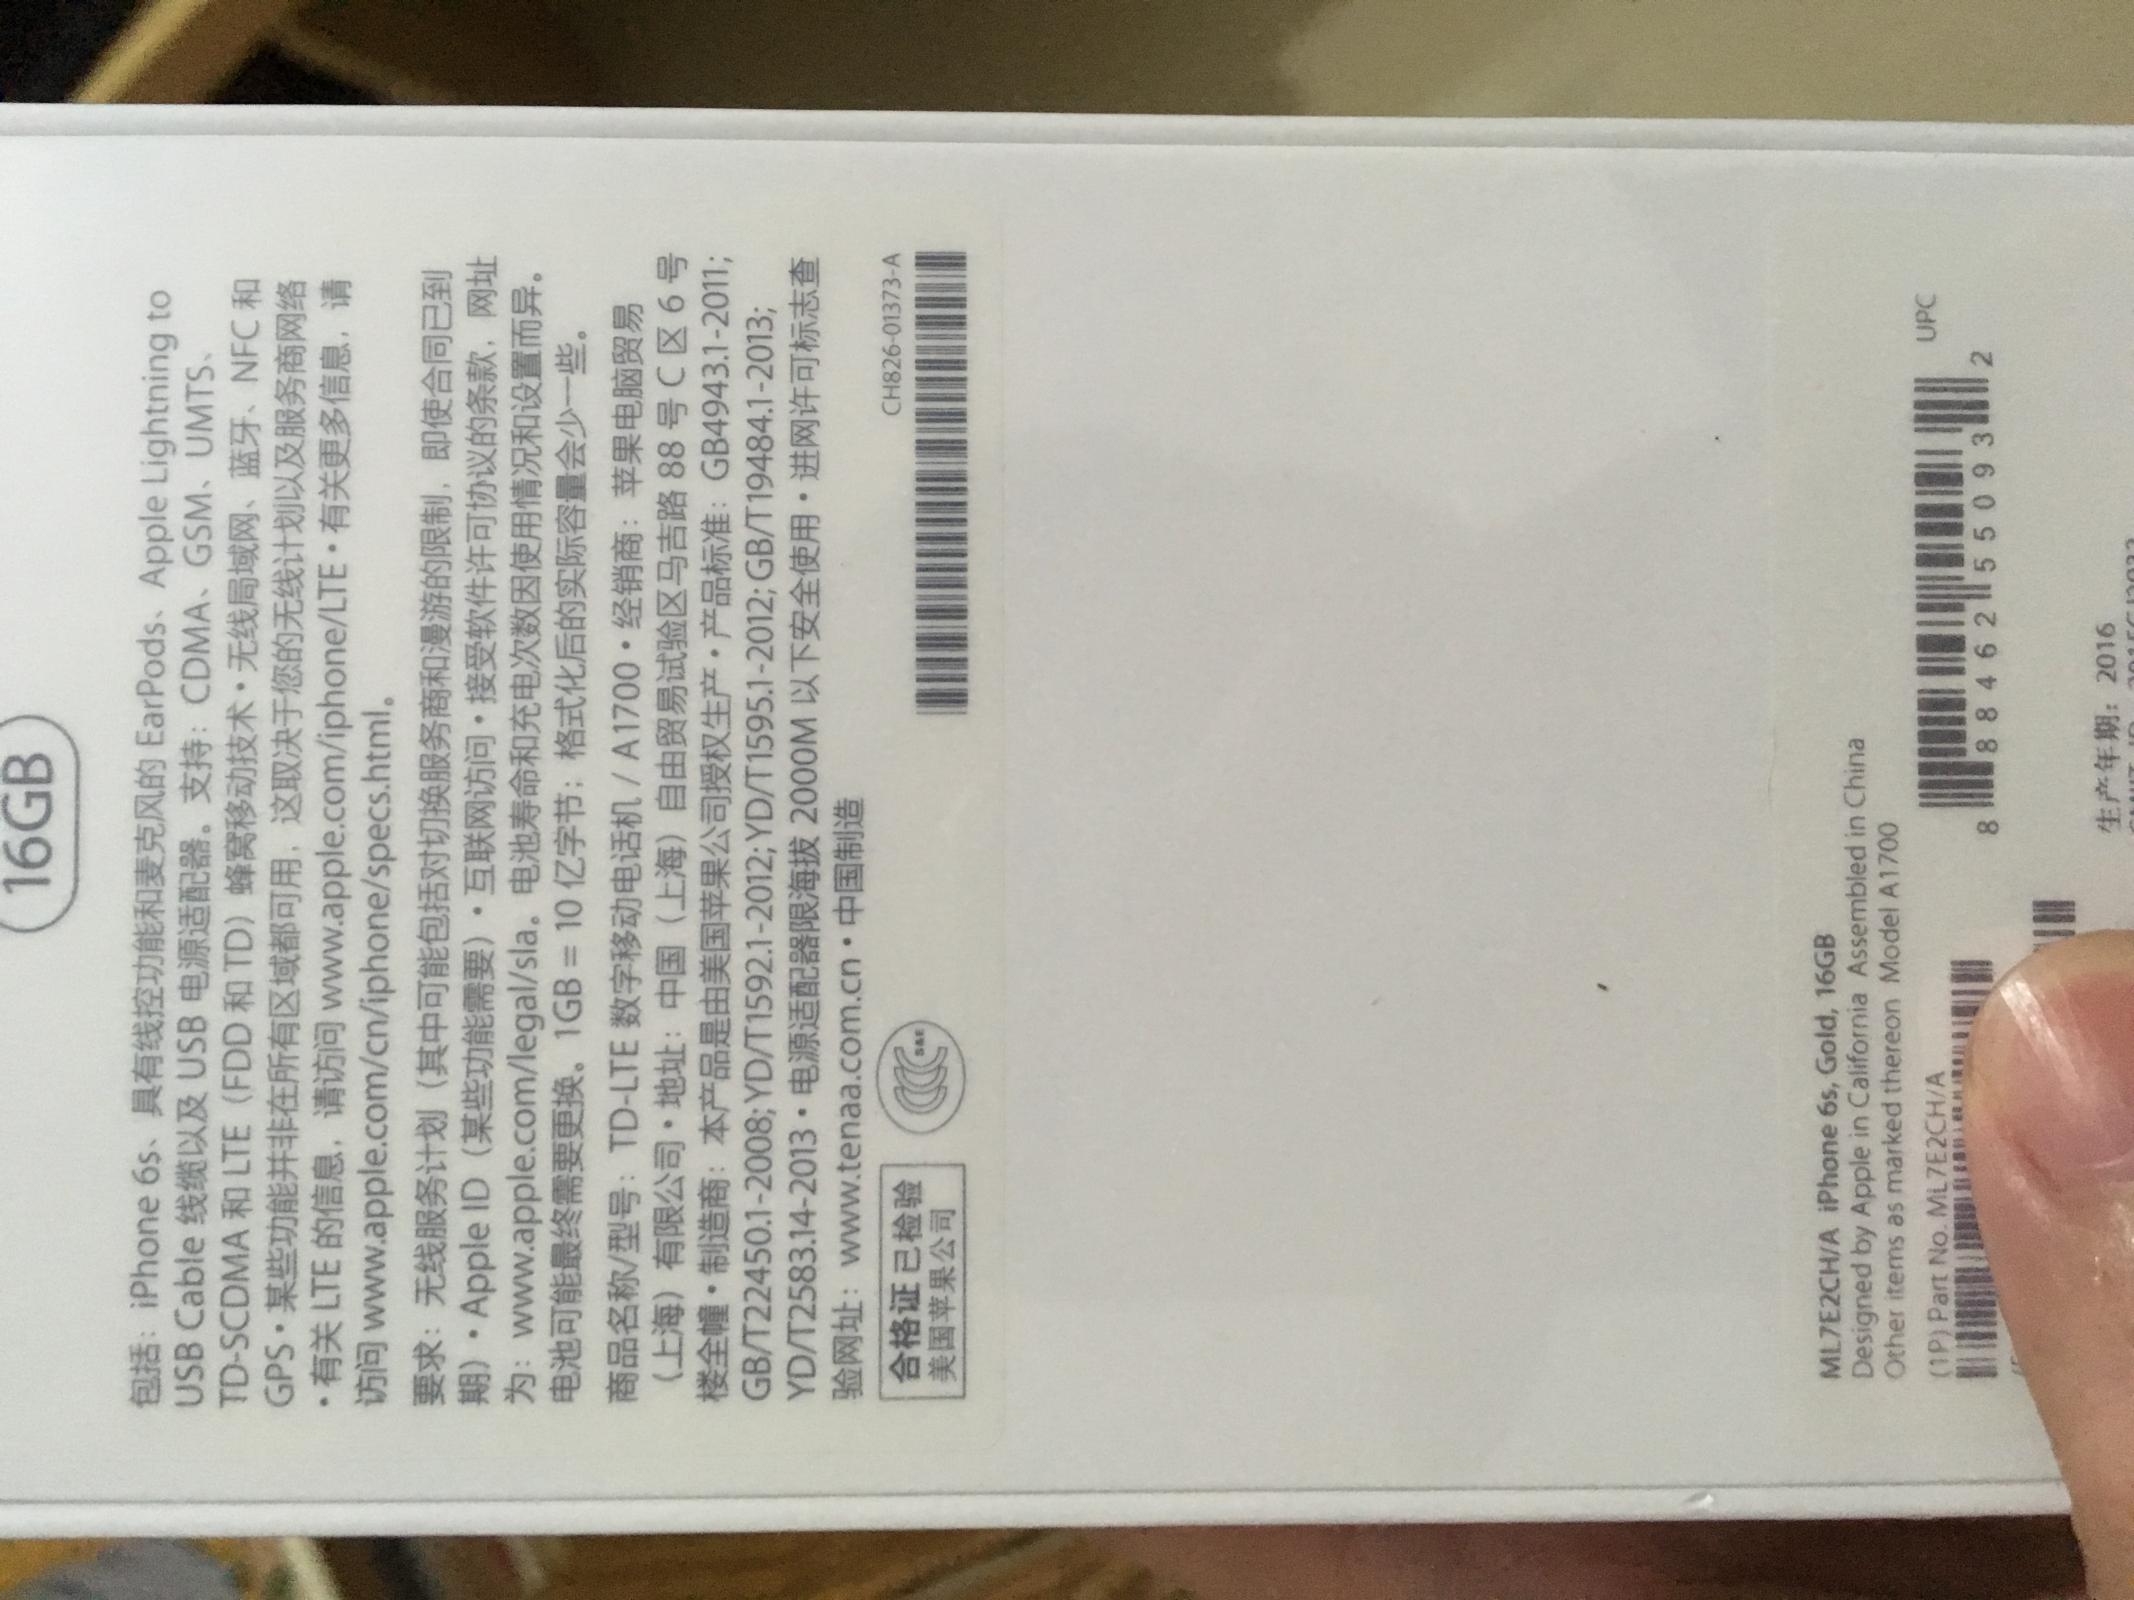 16GB
包括：iPhone 6s、具有线控功能和麦克风的 EarPods、Apple Lightning to
USB Cable 线缆以及 USB 电源适配器。支持：CDMA、GSM、UMTS、
TD-SCDMA 和 LTE（FDD 和 TD）蜂窝移动技术・无线局域网、蓝牙、NFC 和
GPS・某些功能并非在所有区域都可用，这取决于您的无线计划以及服务商网络
・有关 LTE 的信息，请访问 www.apple.com/iphone/LTE・有关更多信息，请
访问 www.apple.com/cn/iphone/specs.html。
要求：无线服务计划（其中可能包括对切换服务商和漫游的限制，即使合同已到
期）・Apple ID（某些功能需要）・互联网访问・接受软件许可协议的条款，网址
为：www.apple.com/legal/sla。电池寿命和充电次数因使用情况和设置而异。
电池可能最终需要更换。1GB = 10 亿字节；格式化后的实际容量会少一些。
商品名称/型号：TD-LTE 数字移动电话机 / A1700・经销商：苹果电脑贸易
（上海）有限公司・地址：中国（上海）自由贸易试验区马吉路 88 号 C 区 6 号
楼全幢・制造商：本产品是由美国苹果公司授权生产・产品标准：GB4943.1-2011;
GB/T22450.1-2008; YD/T1592.1-2012; YD/T1595.1-2012; GB/T19484.1-2013;
YD/T2583.14-2013・电源适配器限海拔 2000M 以下安全使用・进网许可标志查
验网址：www.tenaa.com.cn・中国制造
合格证 已检验
美国苹果公司
S&E
CH826-01373-A
ML7E2CH/A iPhone 6s, Gold, 16GB
Designed by Apple in California Assembled in China
Other items as marked thereon Model A1700
(1P) Part No. ML7E2CH/A
UPC
8 88462 55093 2
生产年期：2016